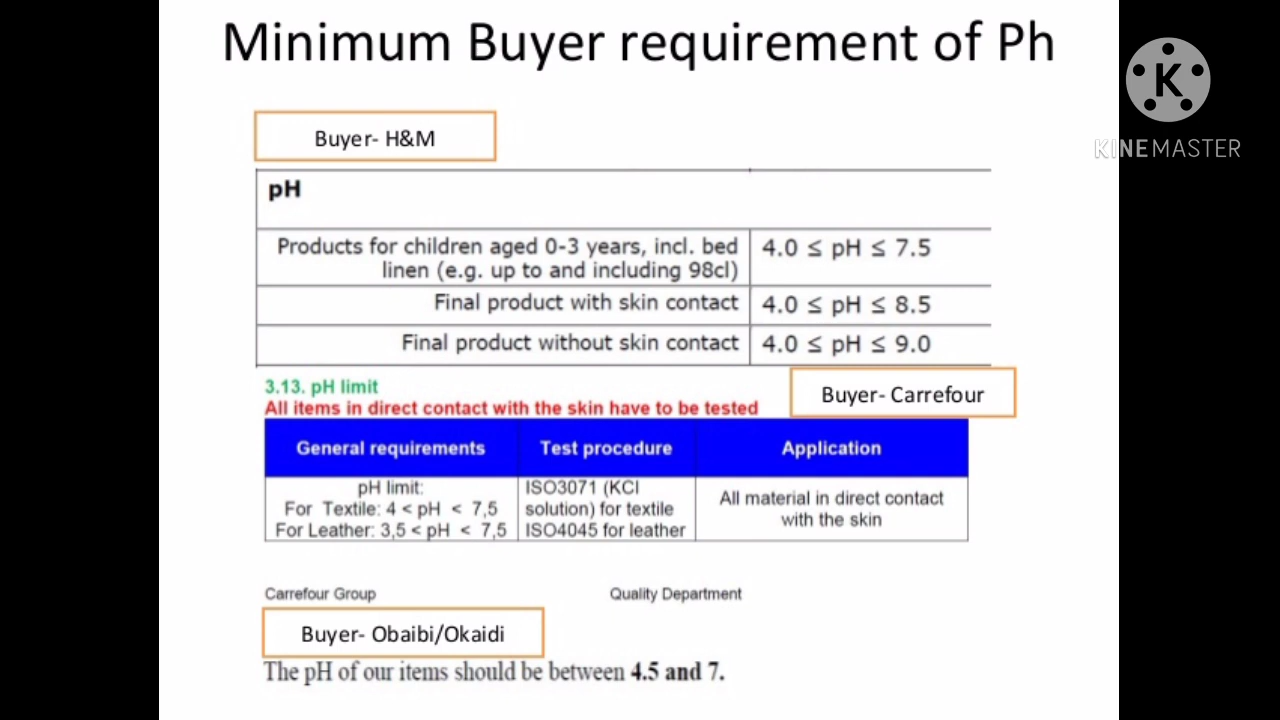 Minimum Buyer requirement of Ph
KINEMASTER
Buyer- H&M
pH
Products for children aged 0-3 years, incl. bed
linen (e.g. up to and including 98cl)
4.0 ≤ pH ≤ 7.5
Final product with skin contact
4.0 ≤ pH ≤ 8.5
Final product without skin contact
4.0 ≤ pH ≤ 9.0
3.13. pH limit
All items in direct contact with the skin have to be tested
Buyer- Carrefour
General requirements
Test procedure
Application
pH limit:
For Textile: 4 < pH < 7,5
For Leather: 3,5 < pH < 7,5
ISO3071 (KCl
solution) for textile
ISO4045 for leather
All material in direct contact
with the skin
Carrefour Group
Quality Department
Buyer- Obaibi/Okaidi
The pH of our items should be between 4.5 and 7.